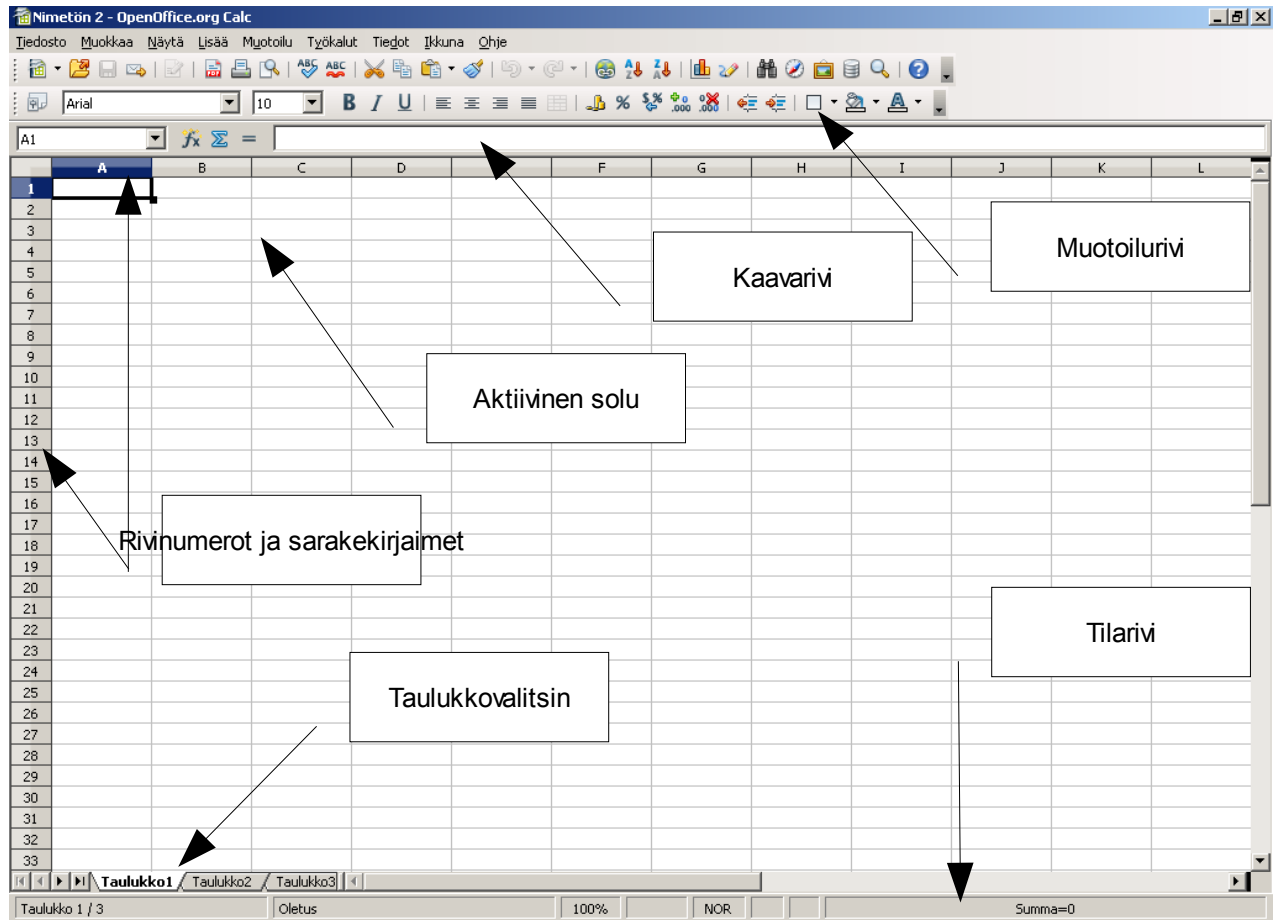 Nimetön 2 - OpenOffice.org Calc
Tiedosto Muokkaa Näytä Lisää Muotoilu Työkalut Tiedot Ikkuna Ohje
Arial 10 B I U
A1
A B C D F G H I J K L
1
2
3
4
5
6
7
8
9
10
11
12
13
14
15
16
17
18
19
20
21
22
23
24
25
26
27
28
29
30
31
32
33
Muotoilurivi
Kaavarivi
Aktiivinen solu
Rivinumerot ja sarakekirjaimet
Tilarivi
Taulukkovalitsin
Taulukko1 Taulukko2 Taulukko3
Taulukko 1 / 3 Oletus 100% NOR Summa=0